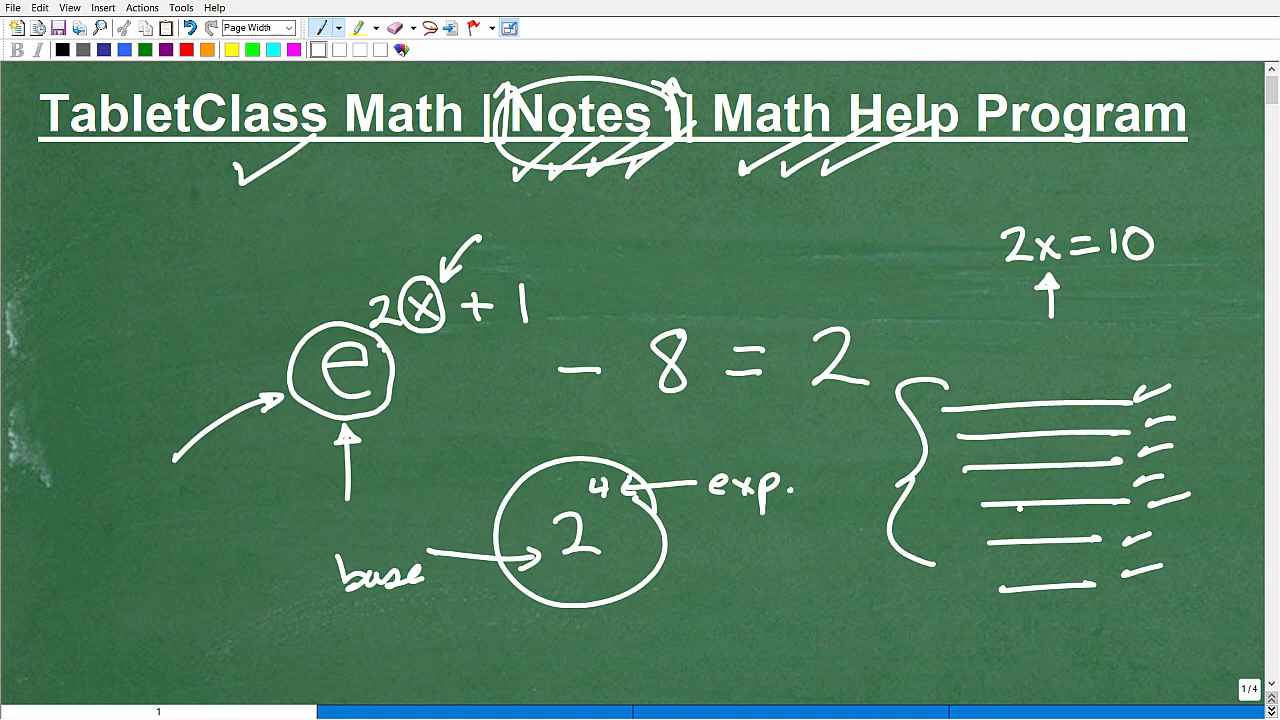 File Edit View Insert Actions Tools Help
Page Width
B I
TabletClass Math | Notes | Math Help Program
2x = 10
e^{2x + 1} - 8 = 2
4 exp.
2
base
1/4
1